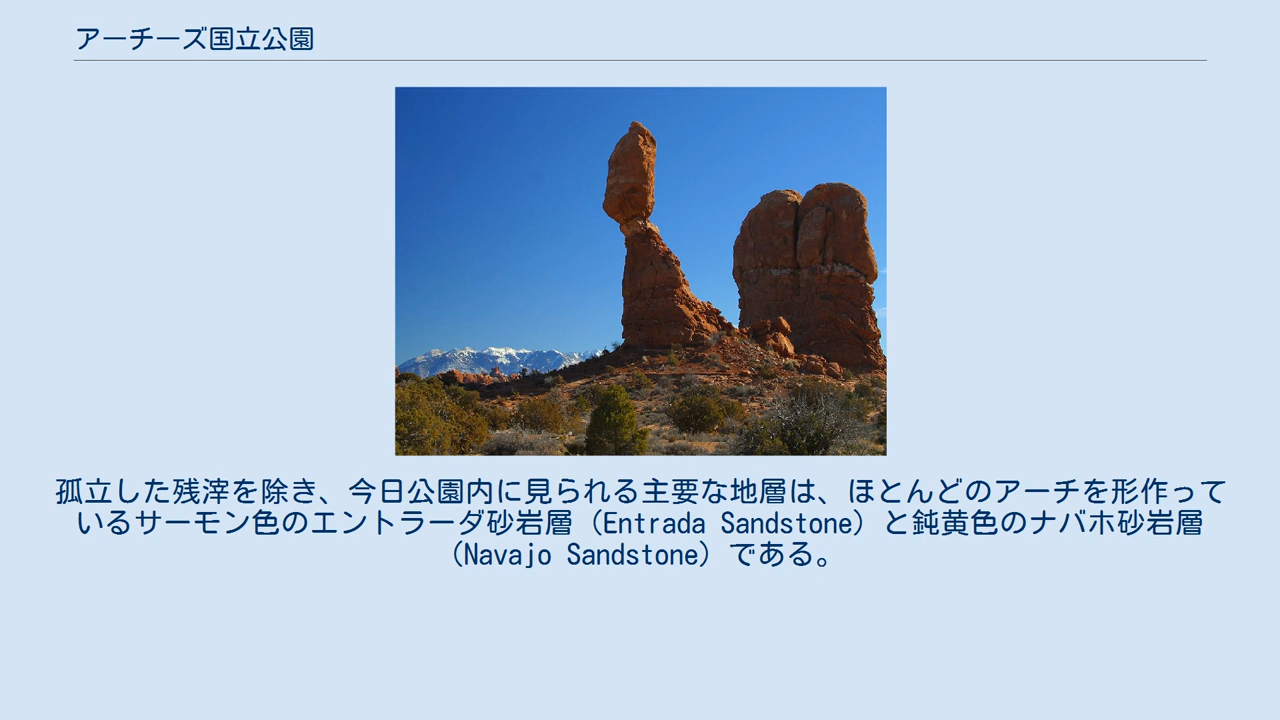 アーチーズ国立公園
孤立した残滓を除き、今日公園内に見られる主要な地層は、ほとんどのアーチを形作って
いるサーモン色のエントラーダ砂岩層（Entrada Sandstone）と鈍黄色のナバホ砂岩層
（Navajo Sandstone）である。